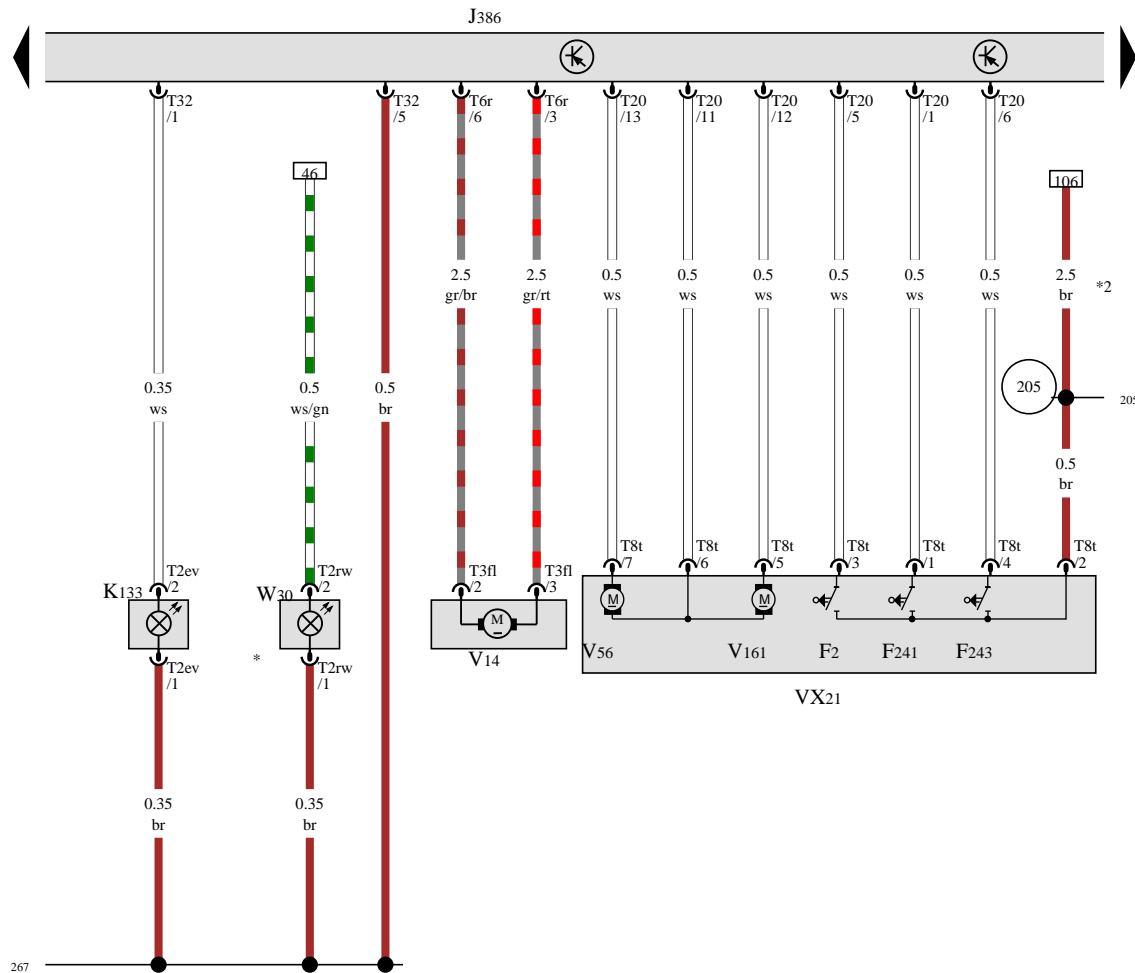 J386
T32 /1
T32 /5
T6r /6
T6r /3
T20 /13
T20 /11
T20 /12
T20 /5
T20 /1
T20 /6
46
106
2.5 gr/br
2.5 gr/rt
0.5 ws
0.5 ws
0.5 ws
0.5 ws
0.5 ws
0.5 ws
2.5 br
*2
0.35 ws
0.5 ws/gn
0.5 br
205
205
0.5 br
T8t /7
T8t /6
T8t /5
T8t /3
T8t /1
T8t /4
T8t /2
K133
T2ev /2
W30
T2rw /2
T3fl /2
T3fl /3
M
M
M
V14
V56
V161
F2
F241
F243
T2ev /1
*
T2rw /1
VX21
0.35 br
0.35 br
267